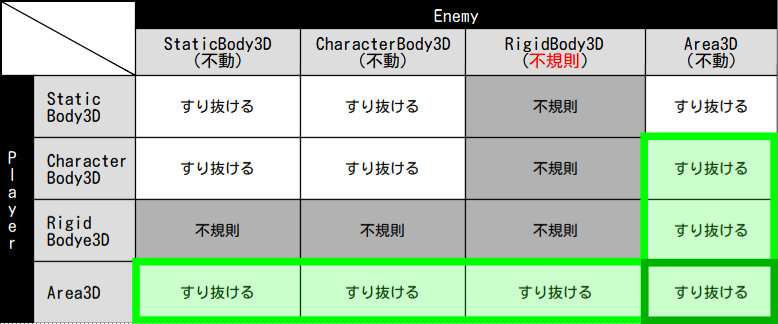 Enemy
StaticBody3D CharacterBody3D RigidBody3D Area3D
(不動) (不動) (不規則) (不動)
Player
Static
Body3D
すり抜ける すり抜ける 不規則 すり抜ける
Character
Body3D
すり抜ける すり抜ける 不規則 すり抜ける
Rigid
Bodye3D
不規則 不規則 不規則 すり抜ける
Area3D すり抜ける すり抜ける すり抜ける すり抜ける